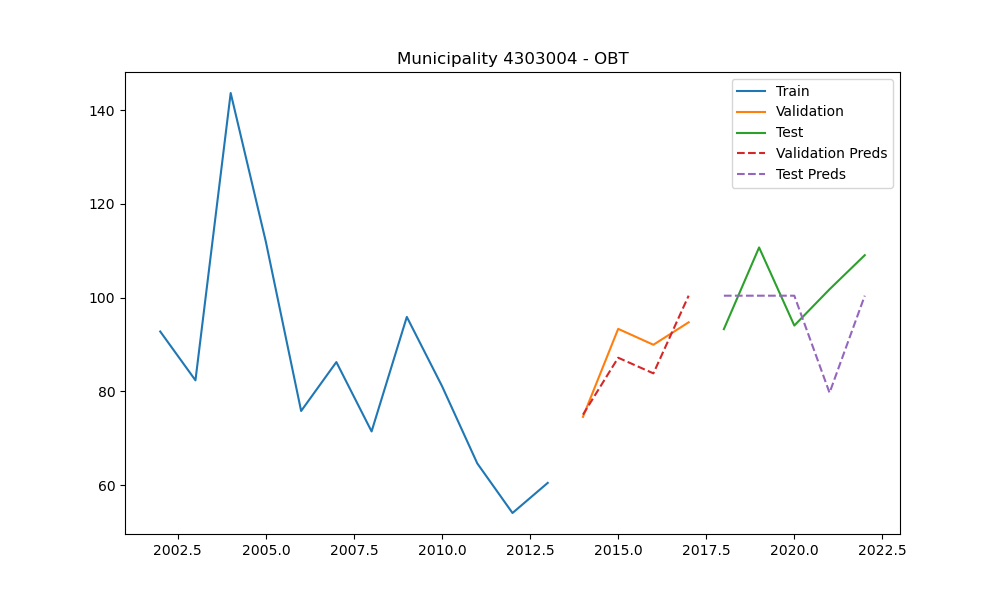 Municipality 4303004 - OBT
Train
Validation
Test
Validation Preds
Test Preds
140
120
100
80
60
2002.5 2005.0 2007.5 2010.0 2012.5 2015.0 2017.5 2020.0 2022.5